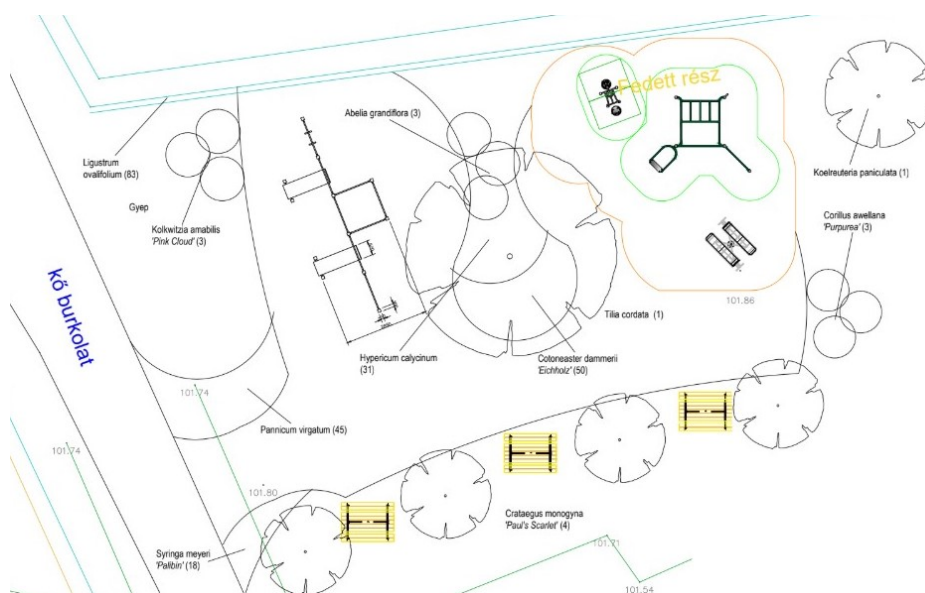 Fedett rész
Abelia grandiflora (3)
Ligustrum
ovalifolium (83)
Koelreuteria paniculata (1)
Gyep
Corillus awellana
'Purpurea' (3)
Kolkwitzia amabilis
'Pink Cloud' (3)
kő burkolat
101.86
Tilia cordata (1)
Hypericum calycinum
(31)
Cotoneaster dammerii
'Eichholz' (50)
101.74
Pannicum virgatum (45)
101.74
101.80
Crataegus monogyna
'Paul's Scarlet' (4)
Syringa meyeri
'Palibin' (18)
101.71
101.54